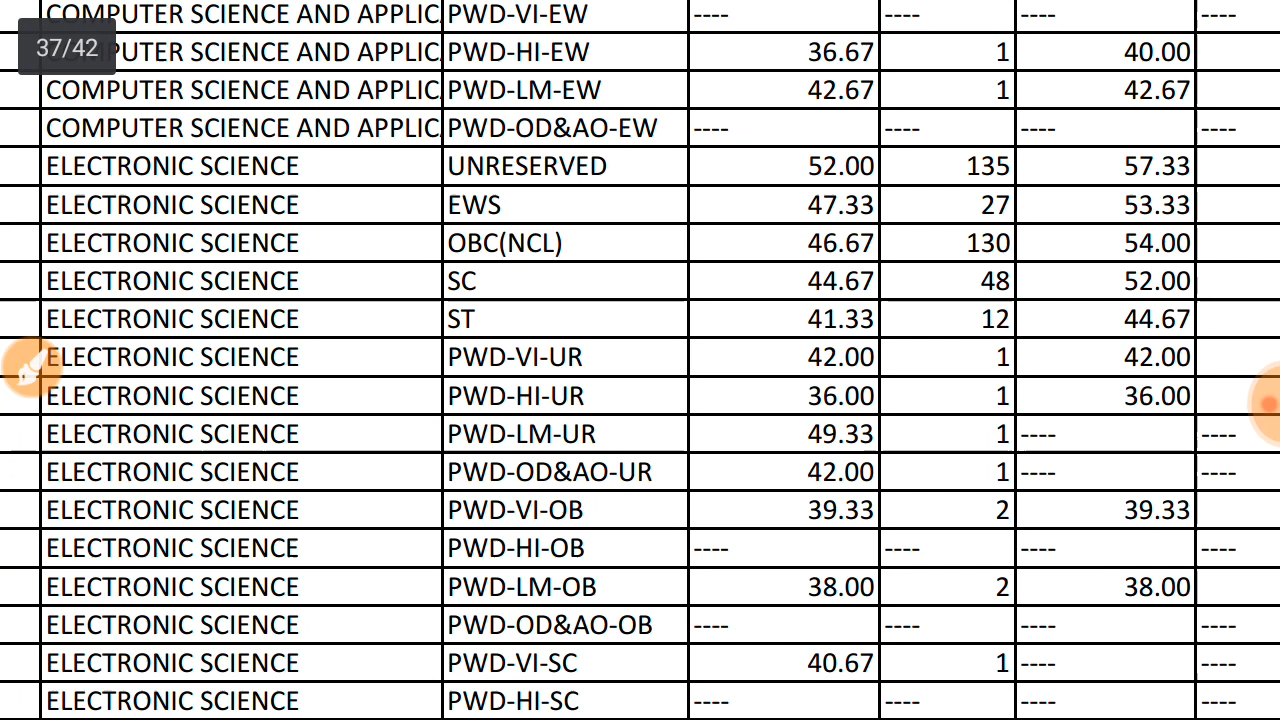 COMPUTER SCIENCE AND APPLICA PWD-VI-EW ---- ---- ---- ----
37/42
PUTER SCIENCE AND APPLICA PWD-HI-EW 36.67 1 40.00
COMPUTER SCIENCE AND APPLICA PWD-LM-EW 42.67 1 42.67
COMPUTER SCIENCE AND APPLICA PWD-OD&AO-EW ---- ---- ---- ----
ELECTRONIC SCIENCE UNRESERVED 52.00 135 57.33
ELECTRONIC SCIENCE EWS 47.33 27 53.33
ELECTRONIC SCIENCE OBC(NCL) 46.67 130 54.00
ELECTRONIC SCIENCE SC 44.67 48 52.00
ELECTRONIC SCIENCE ST 41.33 12 44.67
ELECTRONIC SCIENCE PWD-VI-UR 42.00 1 42.00
ELECTRONIC SCIENCE PWD-HI-UR 36.00 1 36.00
ELECTRONIC SCIENCE PWD-LM-UR 49.33 1 ---- ----
ELECTRONIC SCIENCE PWD-OD&AO-UR 42.00 1 ---- ----
ELECTRONIC SCIENCE PWD-VI-OB 39.33 2 39.33
ELECTRONIC SCIENCE PWD-HI-OB ---- ---- ---- ----
ELECTRONIC SCIENCE PWD-LM-OB 38.00 2 38.00
ELECTRONIC SCIENCE PWD-OD&AO-OB ---- ---- ---- ----
ELECTRONIC SCIENCE PWD-VI-SC 40.67 1 ---- ----
ELECTRONIC SCIENCE PWD-HI-SC ---- ---- ---- ----